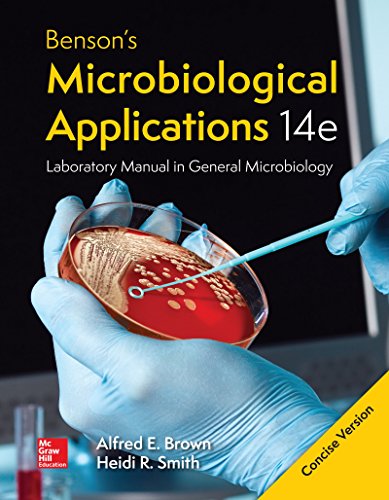 Benson's
Microbiological
Applications 14e
Laboratory Manual in General Microbiology
Alfred E. Brown
Heidi R. Smith
Mc
Graw
Hill
Education
Concise Version